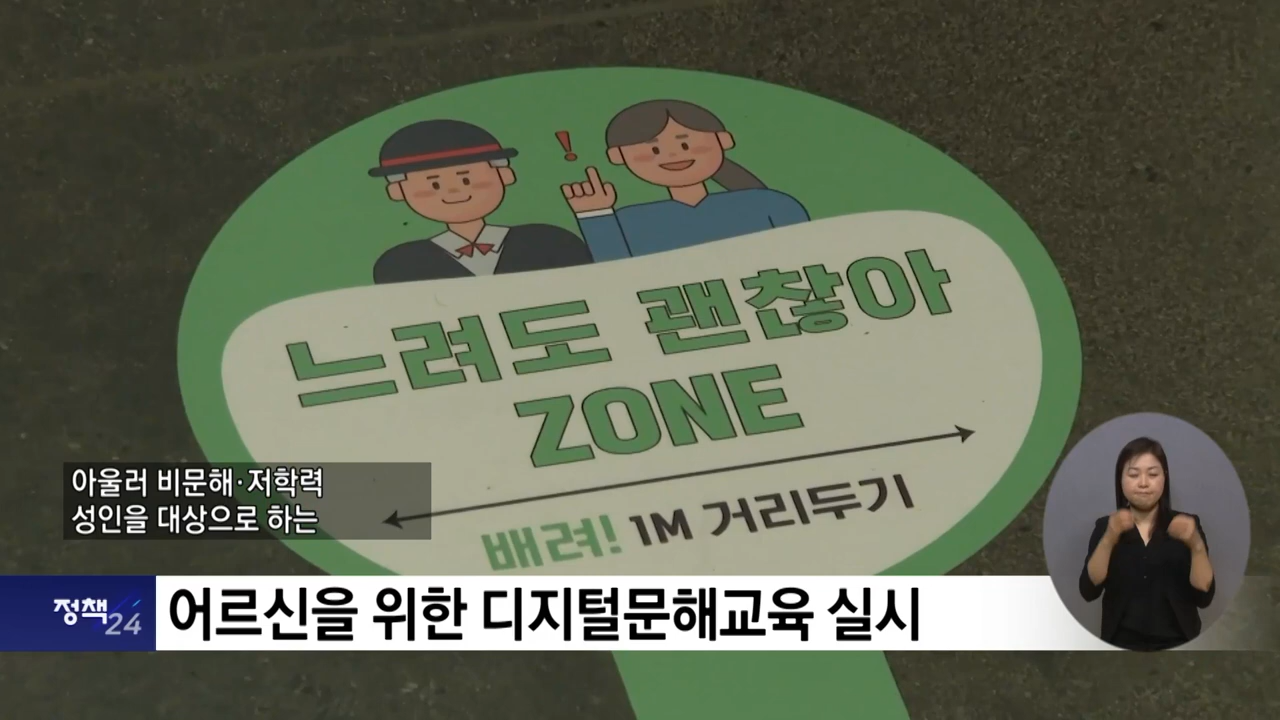 느려도 괜찮아
ZONE
배려! 1M 거리두기
아울러 비문해·저학력
성인을 대상으로 하는
정책24
어르신을 위한 디지털문해교육 실시